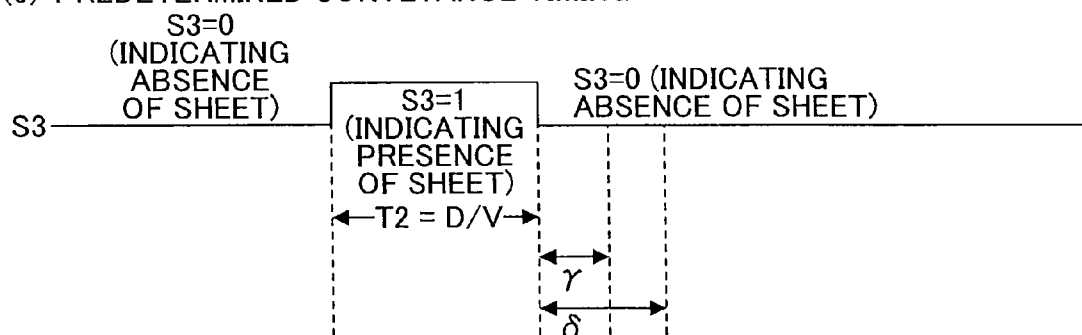 PREDETERMINED CONVEYANCE TIMING
S3=0
(INDICATING
ABSENCE
OF SHEET)
S3=1
(INDICATING
PRESENCE
OF SHEET)
S3=0 (INDICATING
ABSENCE OF SHEET)
S3
T2 = D/V
γ
δ